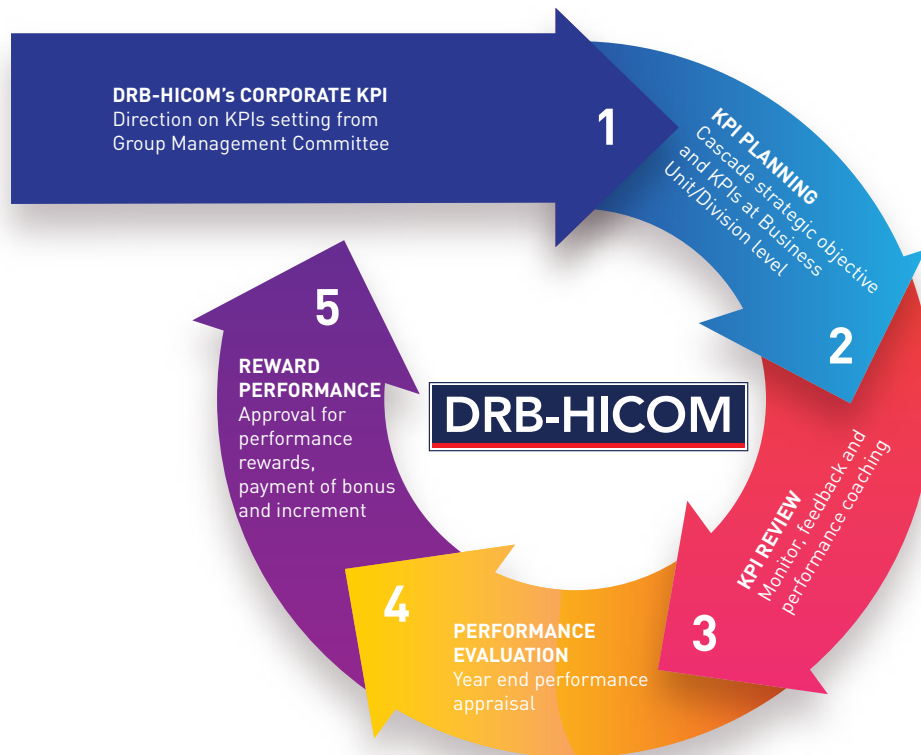 DRB-HICOM's CORPORATE KPI
Direction on KPIs setting from
Group Management Committee
1
KPI PLANNING
Cascade strategic objective
and KPIs at Business
Unit/Division level
2
KPI REVIEW
Monitor, feedback and
performance coaching
3
PERFORMANCE
EVALUATION
Year end performance
appraisal
4
5
REWARD
PERFORMANCE
Approval for
performance
rewards,
payment of bonus
and increment
DRB-HICOM